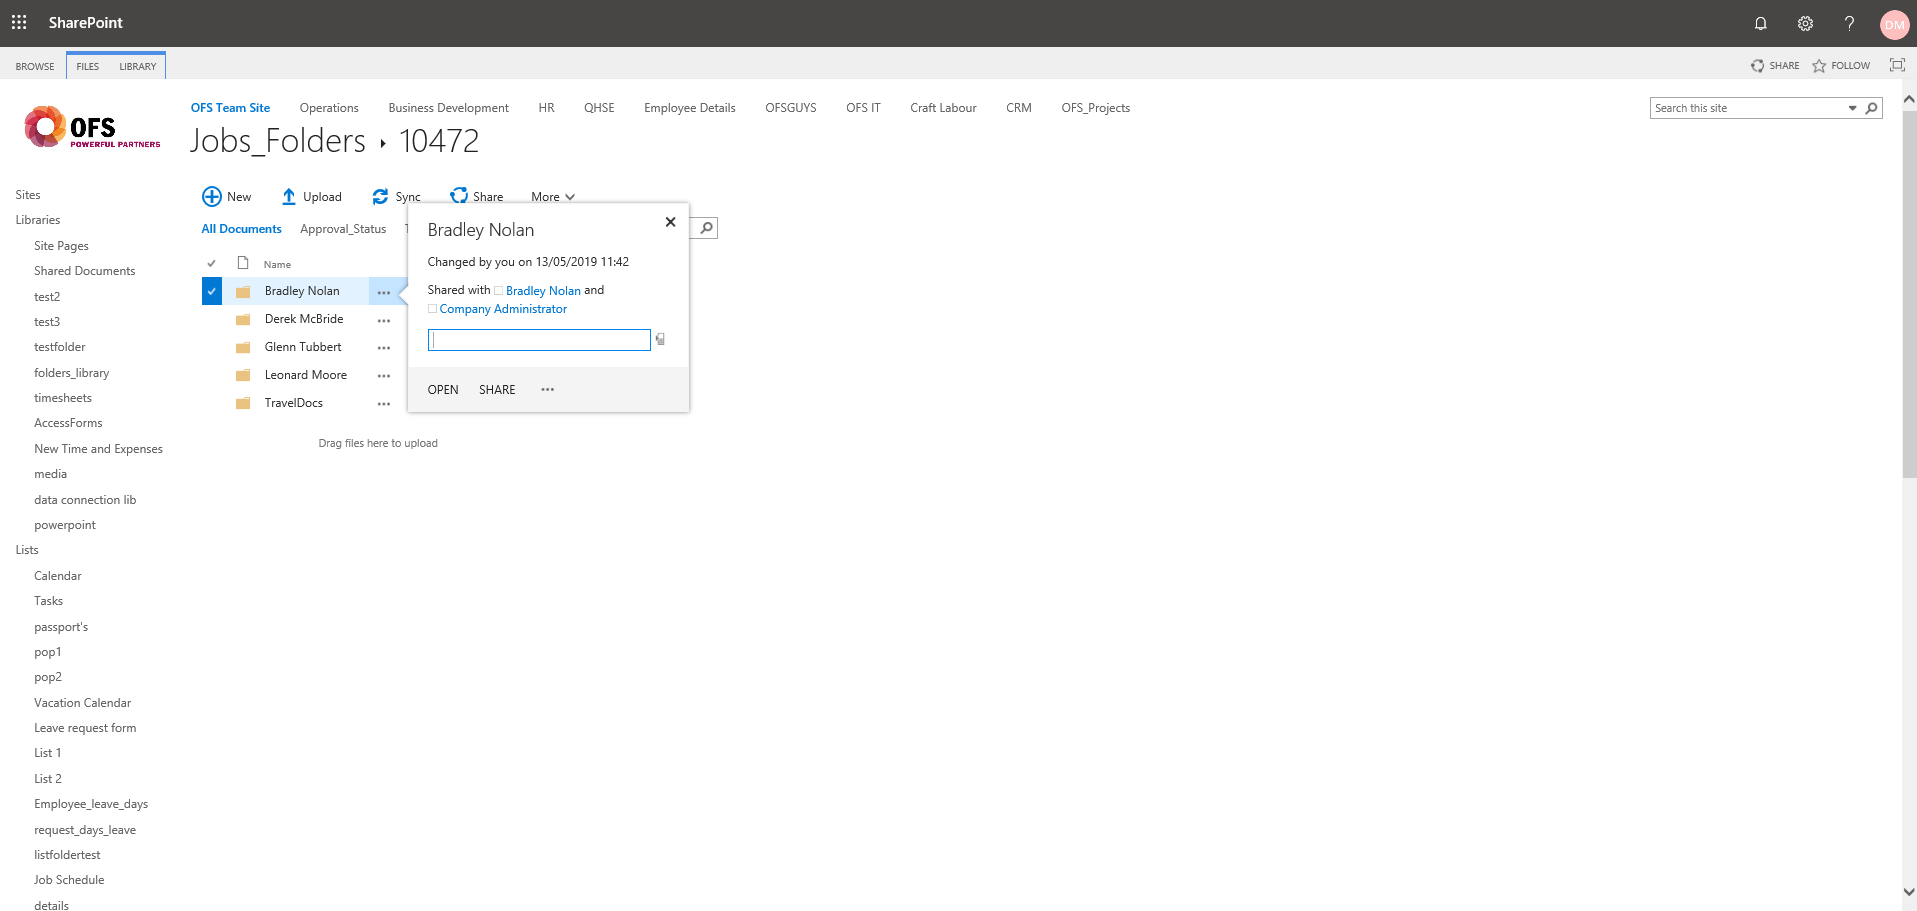 SharePoint
DM
BROWSE FILES LIBRARY SHARE FOLLOW
OFS
POWERFUL PARTNERS
OFS Team Site Operations Business Development HR QHSE Employee Details OFSGUYS OFS IT Craft Labour CRM OFS_Projects
Search this site
Jobs_Folders ▸ 10472
New Upload Sync Share More
All Documents Approval_Status
Name
Bradley Nolan ...
Derek McBride ...
Glenn Tubbert ...
Leonard Moore ...
TravelDocs ...
Drag files here to upload
Bradley Nolan
Changed by you on 13/05/2019 11:42
Shared with Bradley Nolan and
Company Administrator
OPEN SHARE ...
Sites
Libraries
Site Pages
Shared Documents
test2
test3
testfolder
folders_library
timesheets
AccessForms
New Time and Expenses
media
data connection lib
powerpoint
Lists
Calendar
Tasks
passport's
pop1
pop2
Vacation Calendar
Leave request form
List 1
List 2
Employee_leave_days
request_days_leave
listfoldertest
Job Schedule
details